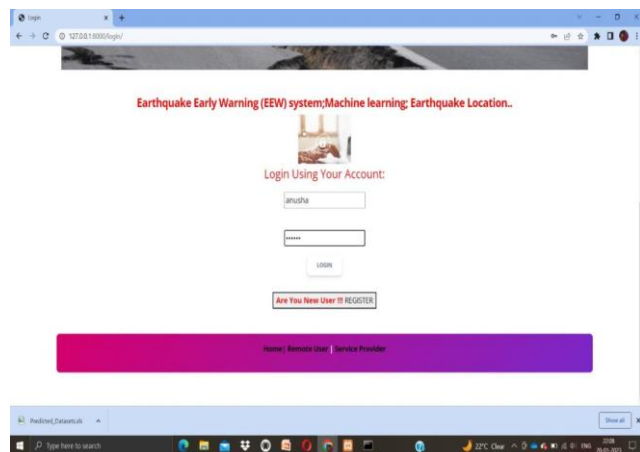 Login
127.0.0.1:8000/login/
Earthquake Early Warning (EEW) system;Machine learning; Earthquake Location..
Login Using Your Account:
anusha
••••••
LOGIN
Are You New User !!! REGISTER
Home | Remote User | Service Provider
Predicted_Datasets.xls
Show all
Type here to search
22°C Clear
ENG
22:08